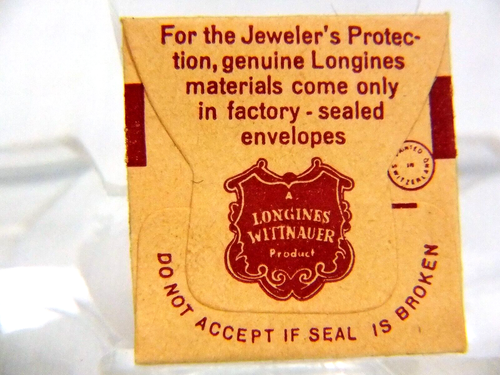 For the Jeweler's Protec-
tion, genuine Longines
materials come only
in factory - sealed
envelopes
PRINTED IN SWITZERLAND
A
LONGINES
WITTNAUER
Product
DO NOT ACCEPT IF SEAL IS BROKEN